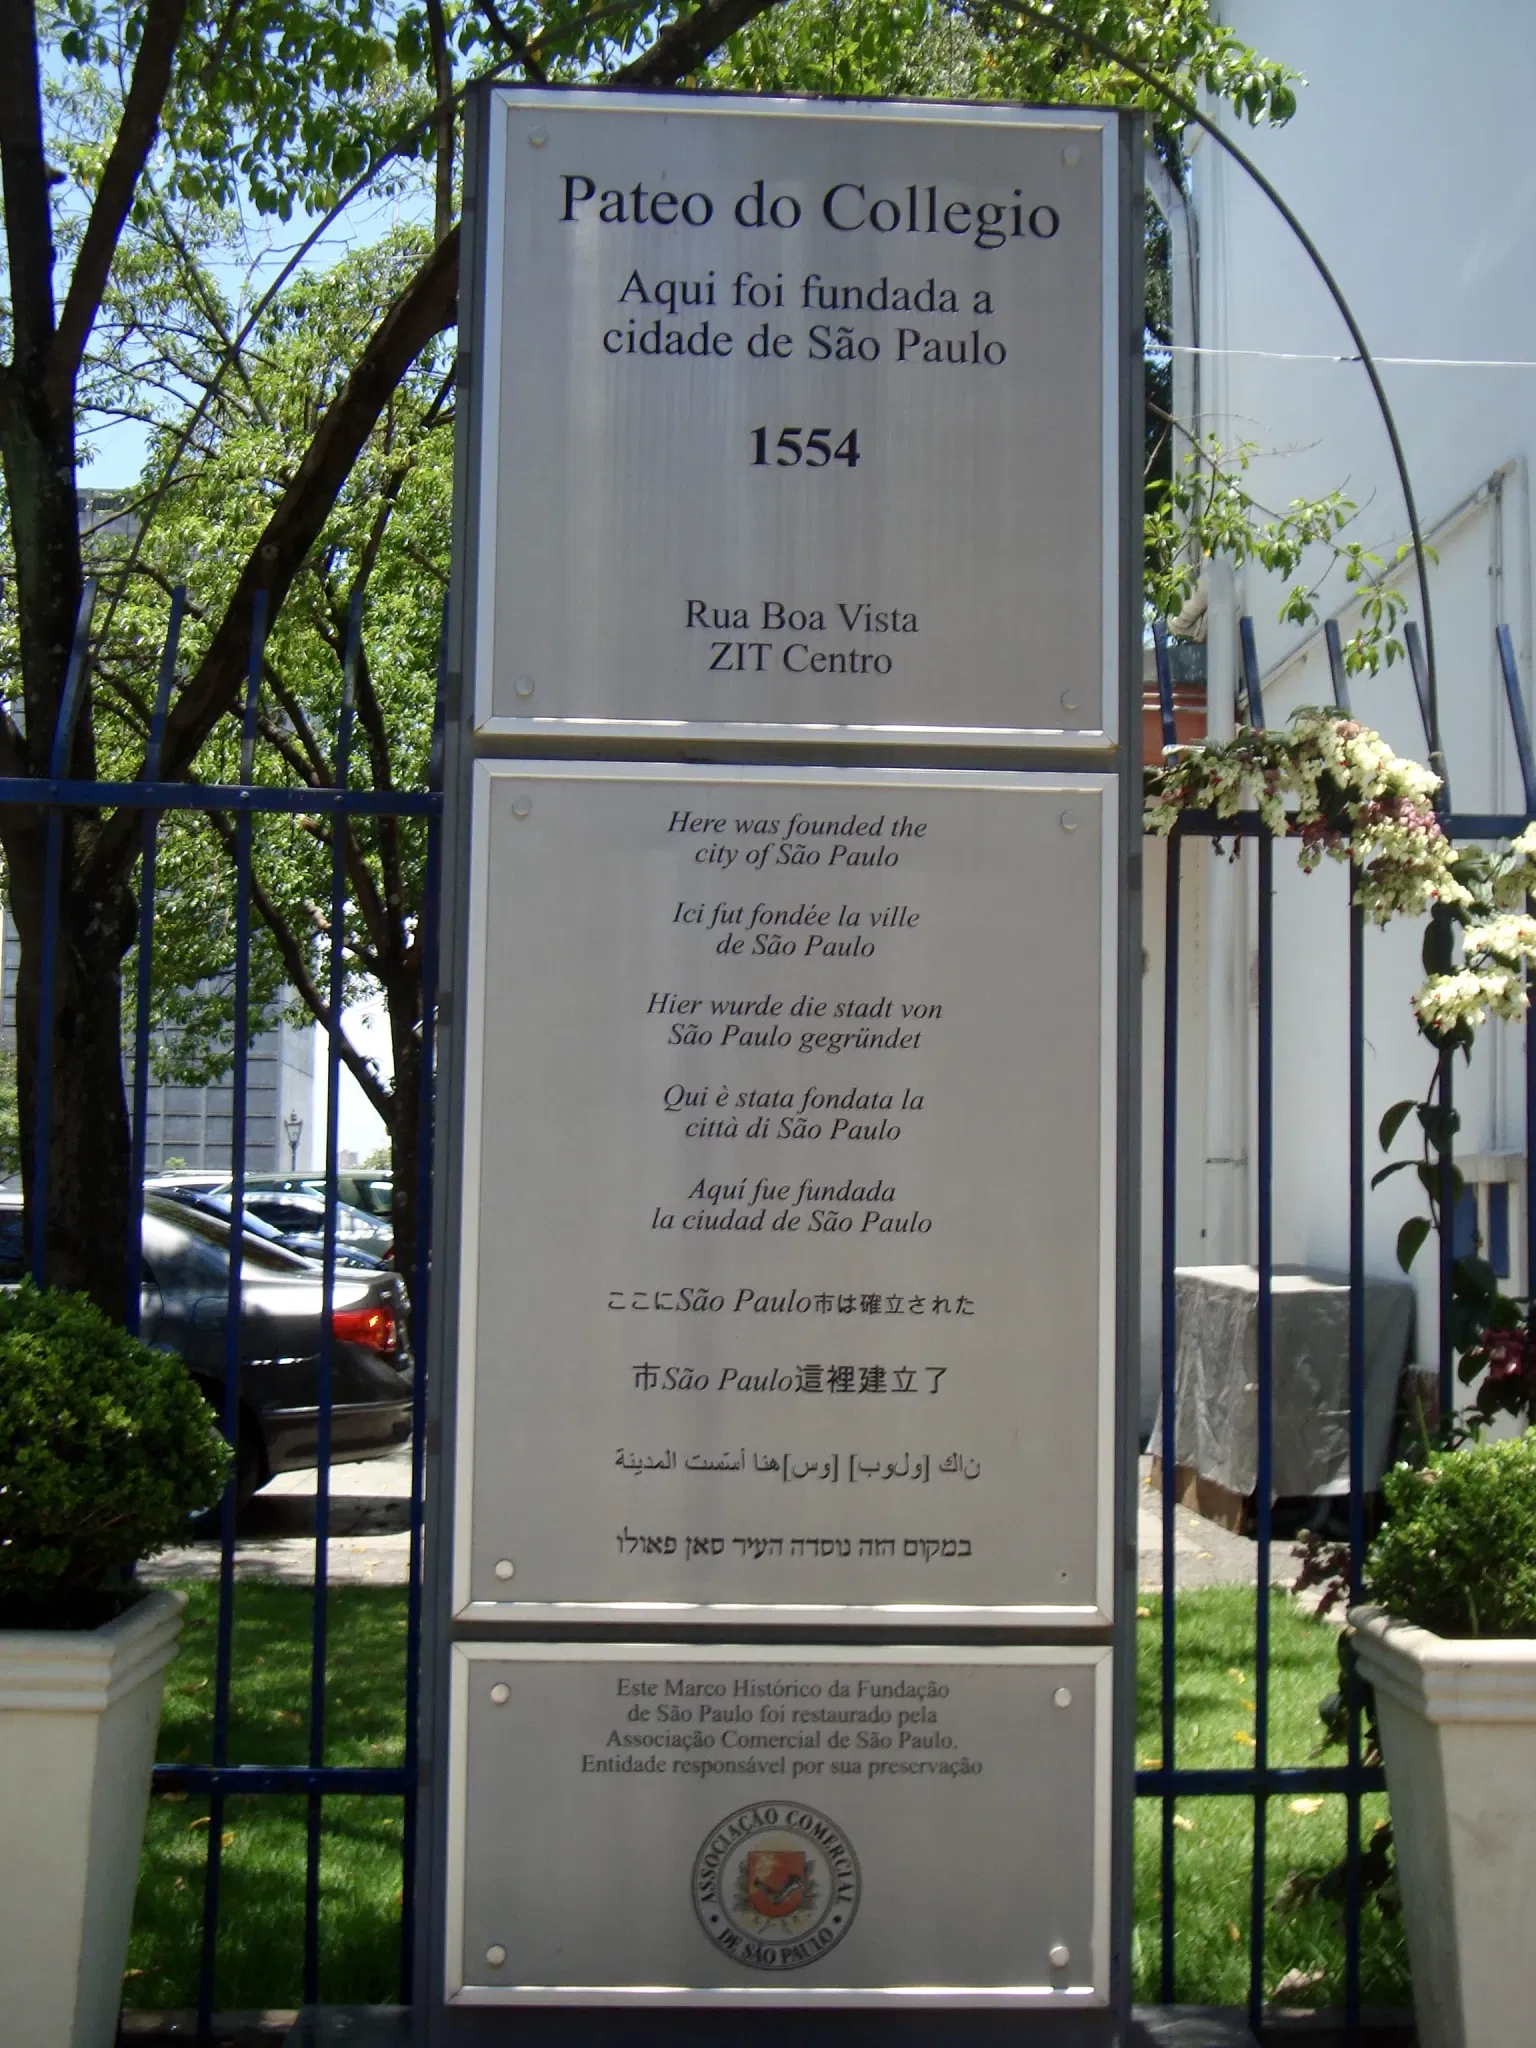 Pateo do Collegio
Aqui foi fundada a
cidade de São Paulo
1554
Rua Boa Vista
ZIT Centro
Here was founded the
city of São Paulo
Ici fut fondée la ville
de São Paulo
Hier wurde die stadt von
São Paulo gegründet
Qui è stata fondata la
città di São Paulo
Aquí fue fundada
la ciudad de São Paulo
ここにSão Paulo市は確立された
市São Paulo這裡建立了
ناك [ولوب] [وس]هنا أستست المدينة
במקום הזה נוסדה העיר סאן פאולו
Este Marco Histórico da Fundação
de São Paulo foi restaurado pela
Associação Comercial de São Paulo.
Entidade responsável por sua preservação
ASSOCIAÇÃO COMERCIAL
• DE SÃO PAULO •